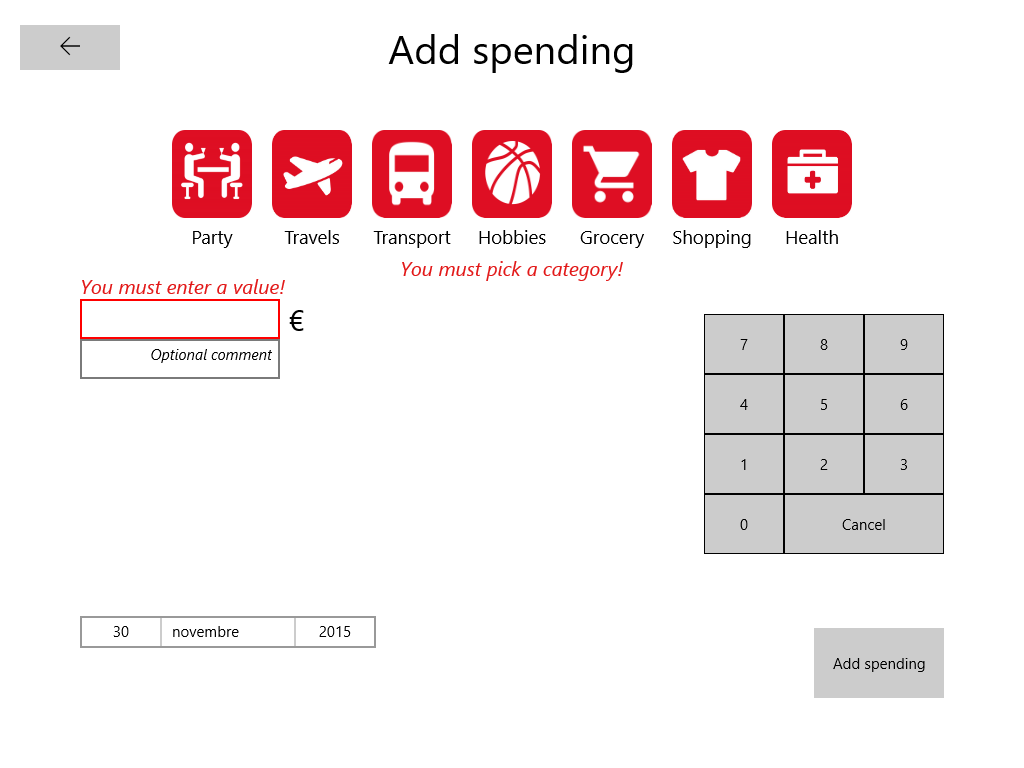 Add spending
Party Travels Transport Hobbies Grocery Shopping Health
You must pick a category!
You must enter a value!
€
Optional comment
7 8 9
4 5 6
1 2 3
0 Cancel
30 novembre 2015
Add spending